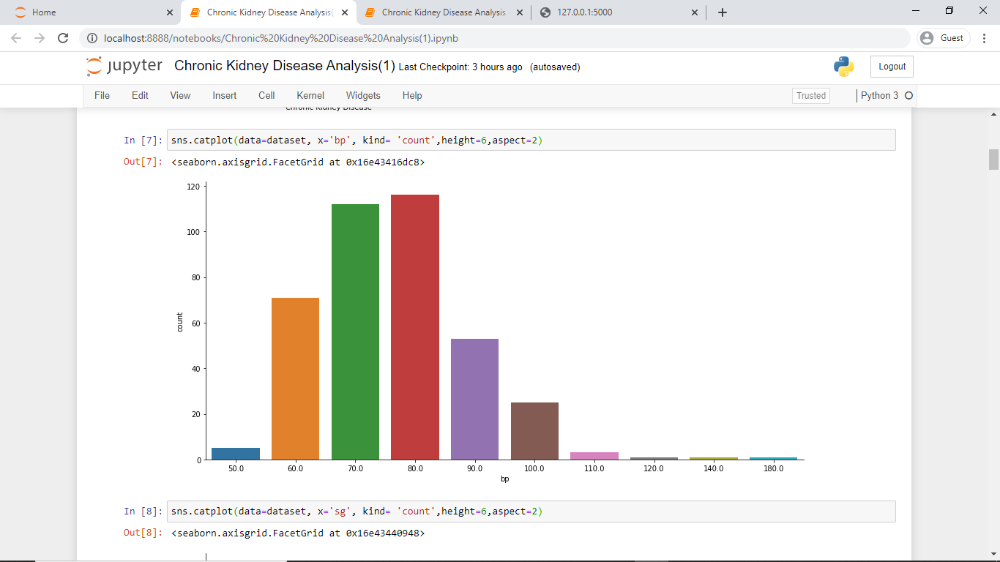 Home
Chronic Kidney Disease Analysis(
Chronic Kidney Disease Analysis
127.0.0.1:5000
localhost:8888/notebooks/Chronic%20Kidney%20Disease%20Analysis(1).ipynb
Guest
jupyter Chronic Kidney Disease Analysis(1) Last Checkpoint: 3 hours ago (autosaved)
Logout
File Edit View Insert Cell Kernel Widgets Help
Trusted
Python 3
Chronic Kidney Disease
In [7]: sns.catplot(data=dataset, x='bp', kind= 'count',height=6,aspect=2)
Out[7]: <seaborn.axisgrid.FacetGrid at 0x16e43416dc8>
120
100
80
60
count
40
20
0
50.0 60.0 70.0 80.0 90.0 100.0 110.0 120.0 140.0 180.0
bp
In [8]: sns.catplot(data=dataset, x='sg', kind= 'count',height=6,aspect=2)
Out[8]: <seaborn.axisgrid.FacetGrid at 0x16e43440948>